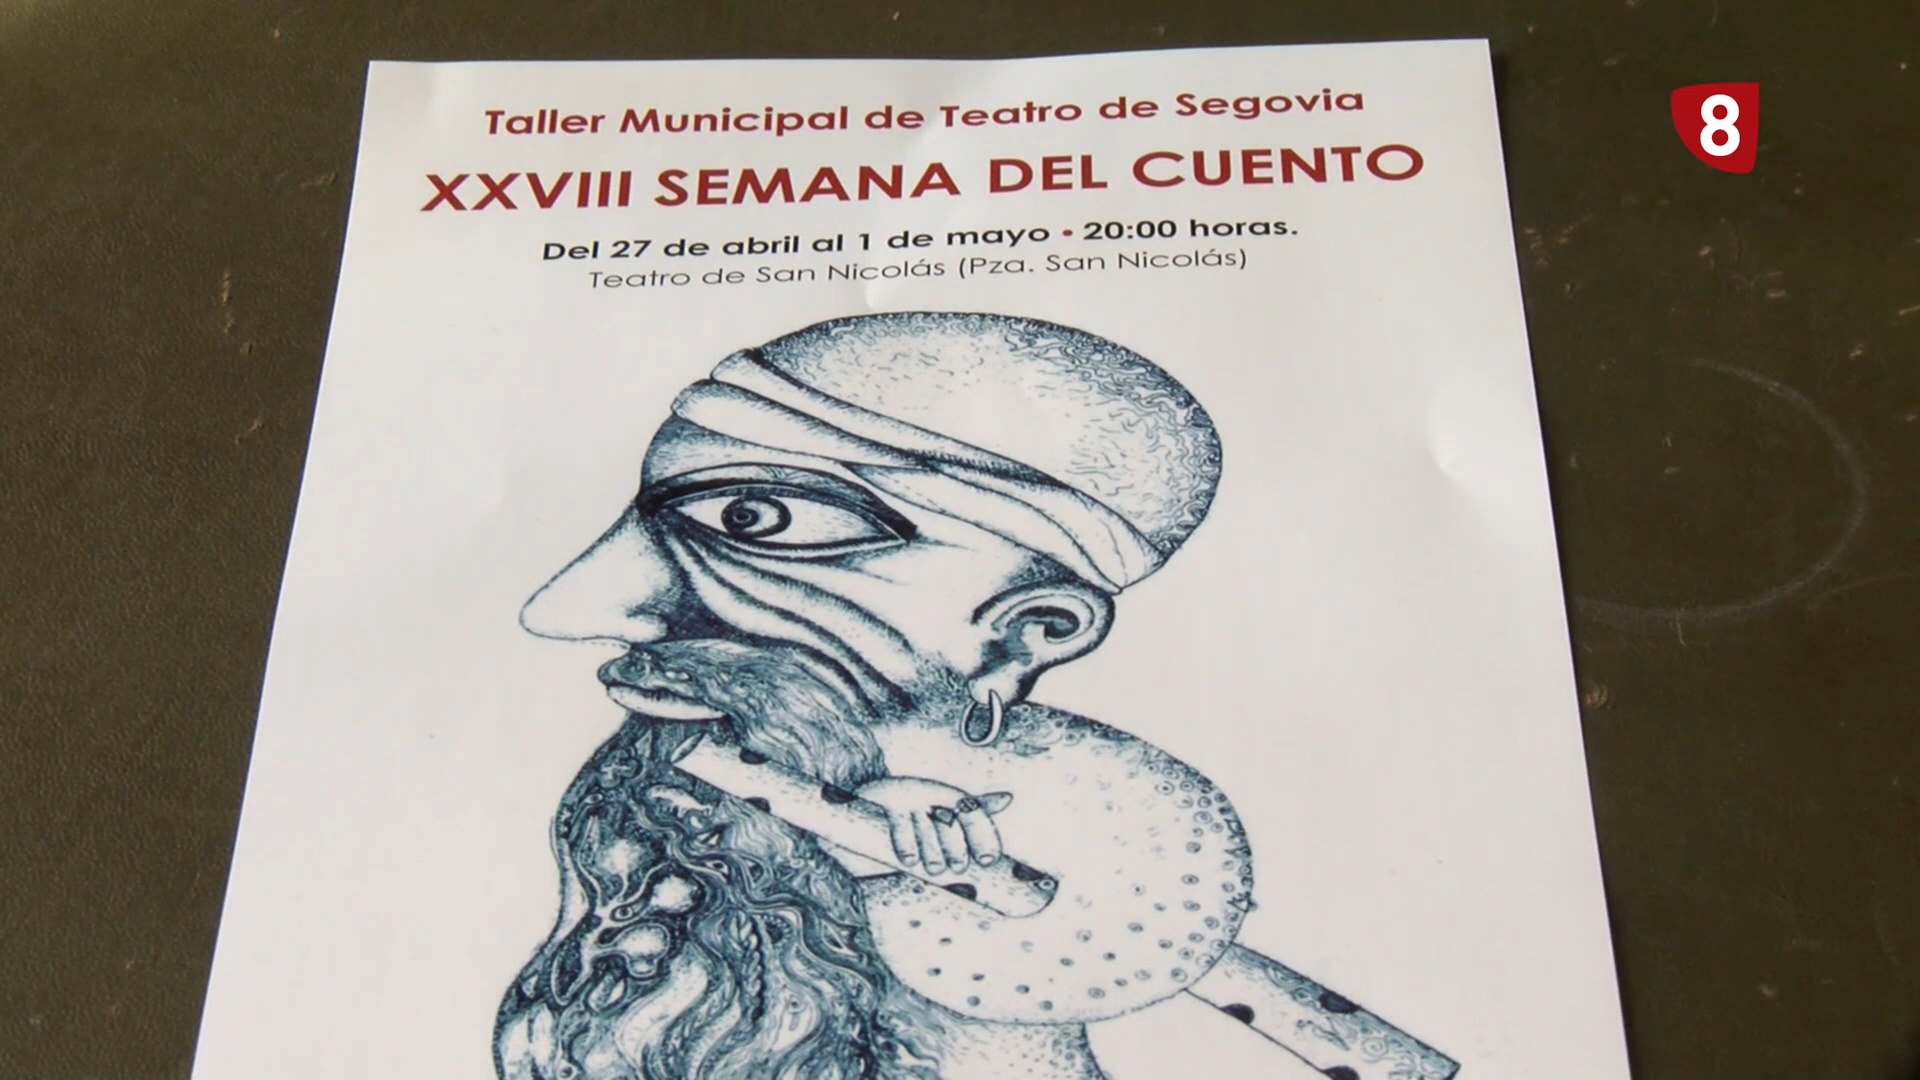 Taller Municipal de Teatro de Segovia
XXVIII SEMANA DEL CUENTO
Del 27 de abril al 1 de mayo • 20:00 horas.
Teatro de San Nicolás (Pza. San Nicolás)
8